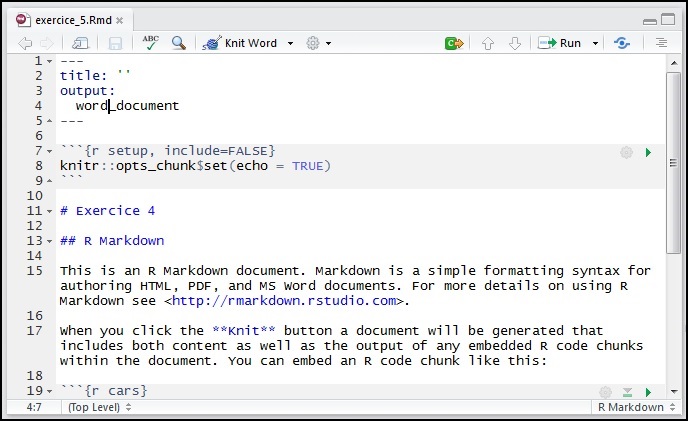 exercice_5.Rmd
ABC Knit Word Run
1 ---
2 title: ''
3 output:
4 word_document
5 ---
6
7 ```{r setup, include=FALSE}
8 knitr::opts_chunk$set(echo = TRUE)
9 ```
10
11 # Exercice 4
12
13 ## R Markdown
14
15 This is an R Markdown document. Markdown is a simple formatting syntax for
authoring HTML, PDF, and MS Word documents. For more details on using R
Markdown see <http://rmarkdown.rstudio.com>.
16
17 When you click the **Knit** button a document will be generated that
includes both content as well as the output of any embedded R code chunks
within the document. You can embed an R code chunk like this:
18
19 ```{r cars}
4:7 (Top Level) R Markdown